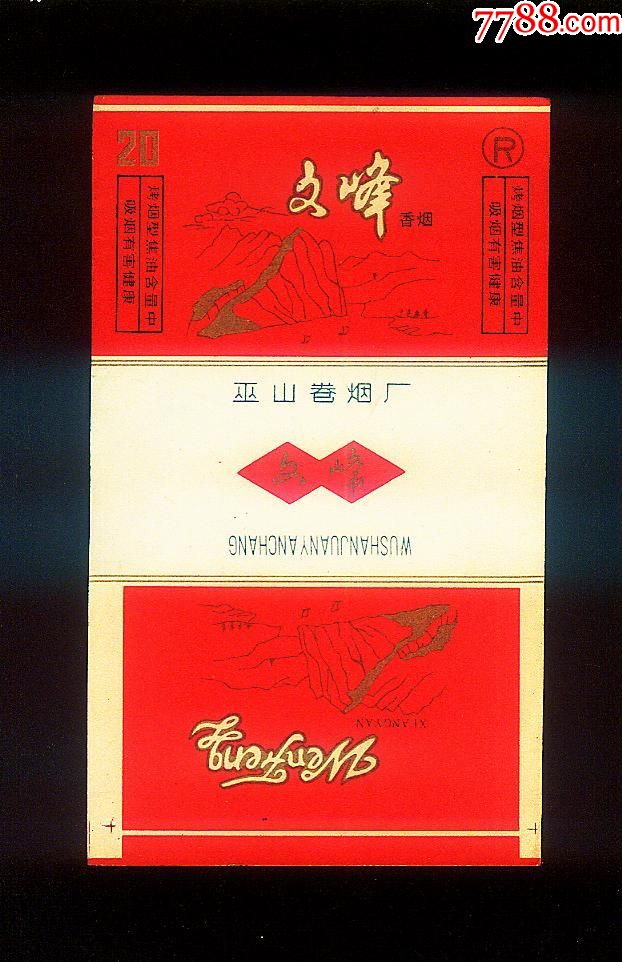 7788.com
20
R
文峰
香烟
烤烟型焦油含量中
吸烟有害健康
烤烟型焦油含量中
吸烟有害健康
巫山卷烟厂
文峰
WUSHANJUANYANCHANG
XIANGYAN
WenFeng